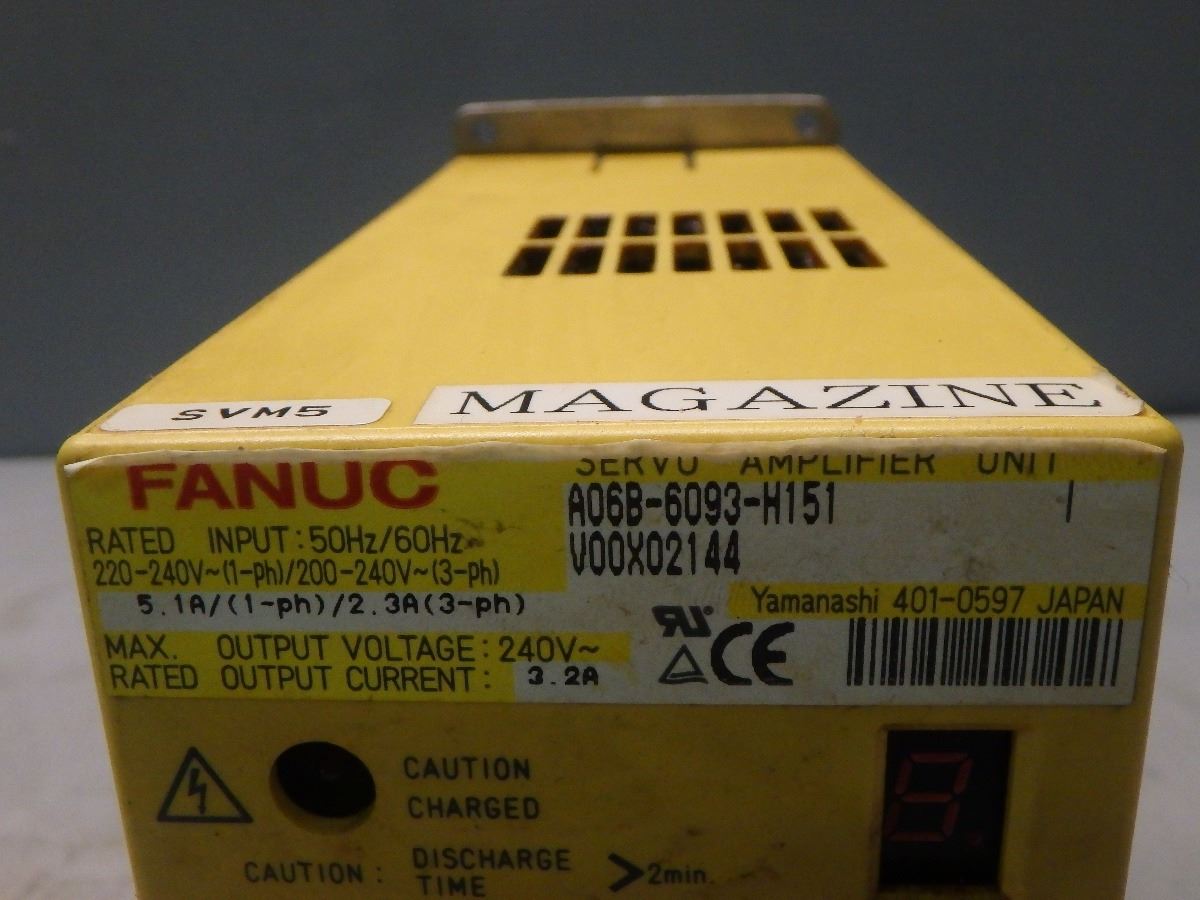 SVM5
MAGAZINE
FANUC
SERVO AMPLIFIER UNIT
A06B-6093-H151 I
V00X02144
RATED INPUT:50Hz/60Hz
220-240V~(1-ph)/200-240V~(3-ph)
5.1A/(1-ph)/2.3A(3-ph)
Yamanashi 401-0597 JAPAN
MAX. OUTPUT VOLTAGE: 240V~
RATED OUTPUT CURRENT: 3.2A
CE
CAUTION
CHARGED
CAUTION: DISCHARGE TIME >2min.